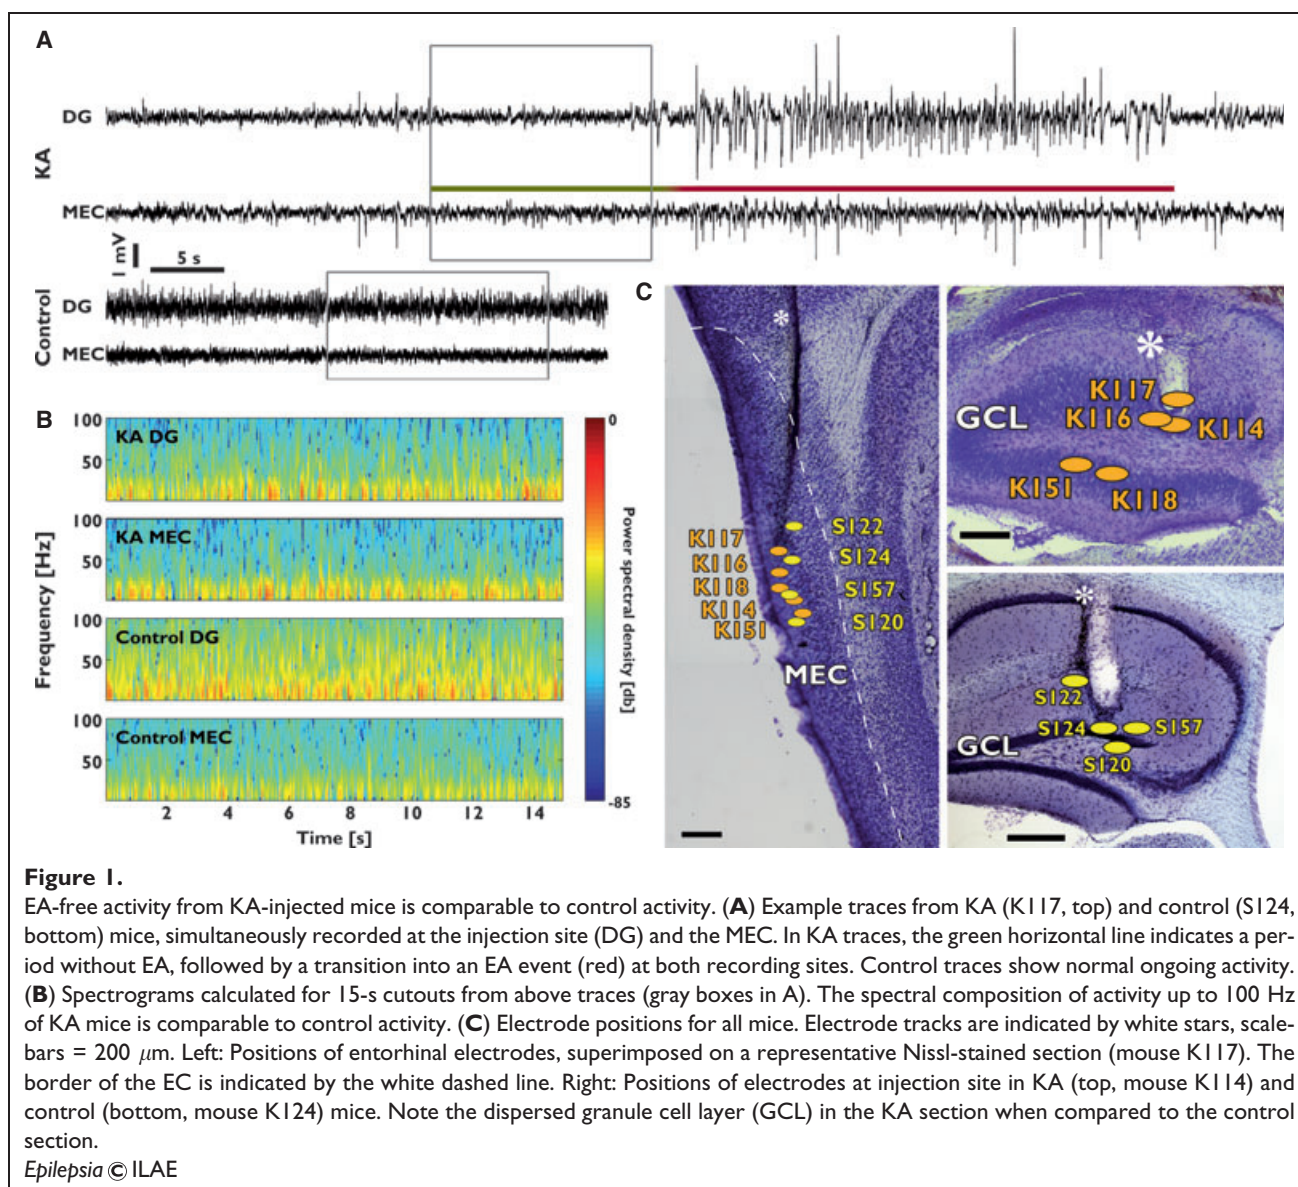 A
DG
KA
MEC
1 mV
5 s
DG
Control
MEC
B
100
KA DG
50
100
KA MEC
50
100
Control DG
50
100
Control MEC
50
2 4 6 8 10 12 14
Time [s]
Frequency [Hz]
0
Power spectral density [db]
-85
C
*
K117
K116
K118
K114
K151
S122
S124
S157
S120
MEC
*
K117
GCL
K116
K114
K151
K118
*
S122
S124
S157
GCL
S120
Figure 1.
EA-free activity from KA-injected mice is comparable to control activity. (A) Example traces from KA (K117, top) and control (S124,
bottom) mice, simultaneously recorded at the injection site (DG) and the MEC. In KA traces, the green horizontal line indicates a per-
iod without EA, followed by a transition into an EA event (red) at both recording sites. Control traces show normal ongoing activity.
(B) Spectrograms calculated for 15-s cutouts from above traces (gray boxes in A). The spectral composition of activity up to 100 Hz
of KA mice is comparable to control activity. (C) Electrode positions for all mice. Electrode tracks are indicated by white stars, scale-
bars = 200 μm. Left: Positions of entorhinal electrodes, superimposed on a representative Nissl-stained section (mouse K117). The
border of the EC is indicated by the white dashed line. Right: Positions of electrodes at injection site in KA (top, mouse K114) and
control (bottom, mouse K124) mice. Note the dispersed granule cell layer (GCL) in the KA section when compared to the control
section.
Epilepsia © ILAE